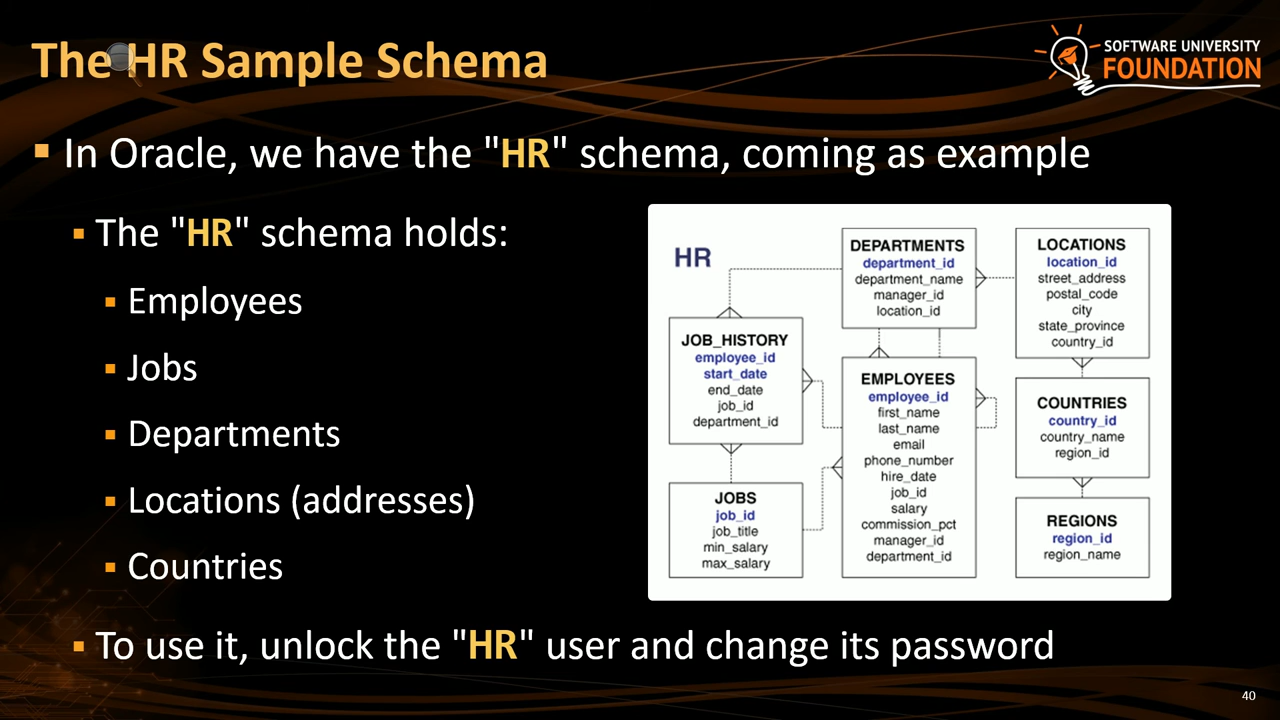 The HR Sample Schema
SOFTWARE UNIVERSITY
FOUNDATION
In Oracle, we have the "HR" schema, coming as example
The "HR" schema holds:
Employees
Jobs
Departments
Locations (addresses)
Countries
To use it, unlock the "HR" user and change its password
HR
DEPARTMENTS
department_id
department_name
manager_id
location_id
LOCATIONS
location_id
street_address
postal_code
city
state_province
country_id
JOB_HISTORY
employee_id
start_date
end_date
job_id
department_id
EMPLOYEES
employee_id
first_name
last_name
email
phone_number
hire_date
job_id
salary
commission_pct
manager_id
department_id
COUNTRIES
country_id
country_name
region_id
JOBS
job_id
job_title
min_salary
max_salary
REGIONS
region_id
region_name
40